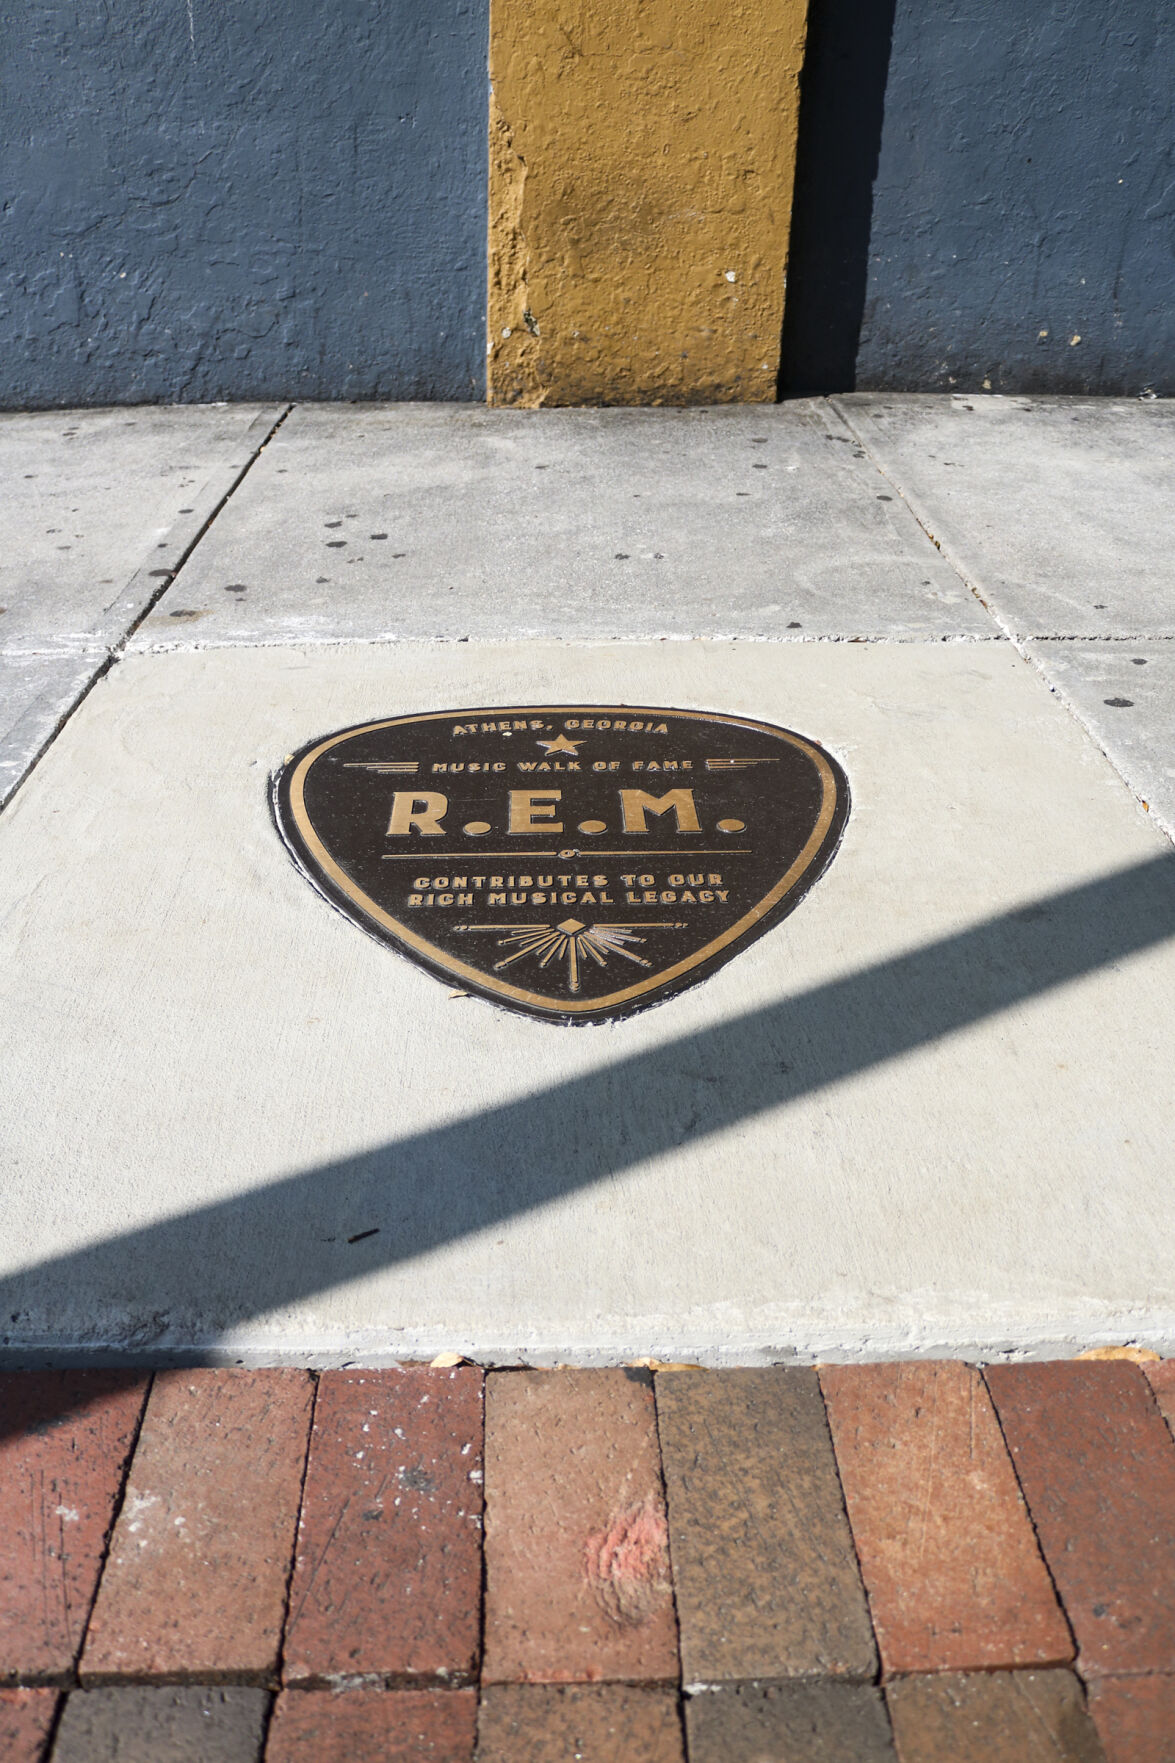 ATHENS, GEORGIA
MUSIC WALK OF FAME
R.E.M.
CONTRIBUTES TO OUR
RICH MUSICAL LEGACY